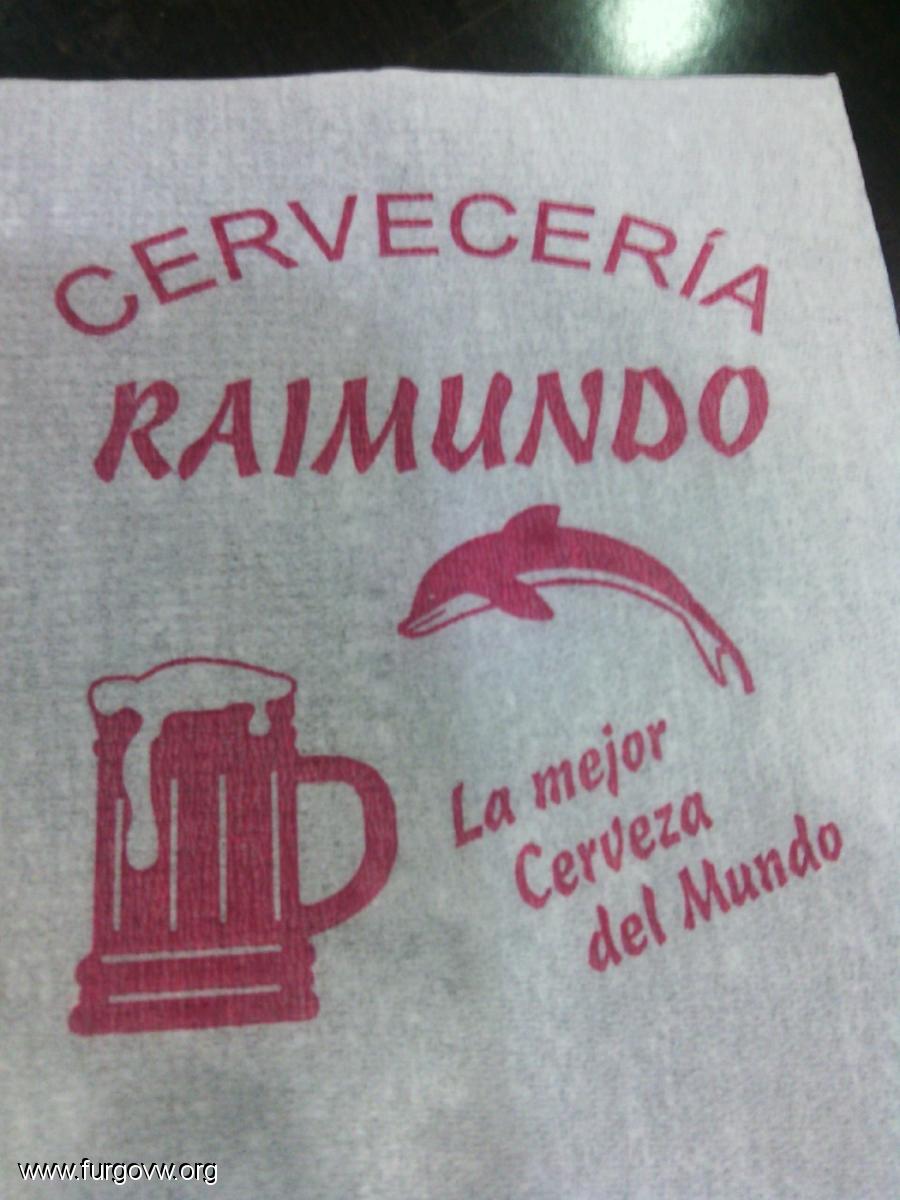 CERVECERÍA
RAIMUNDO
La mejor
Cerveza
del Mundo
www.furgovw.org